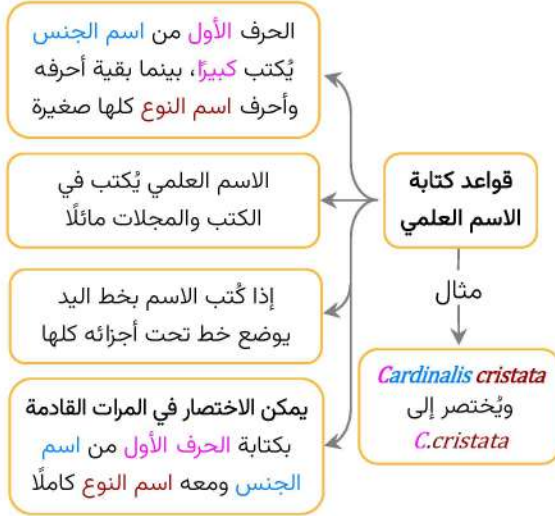 قواعد كتابة
الاسم العلمي
الحرف الأول من اسم الجنس
يُكتب كبيرًا، بينما بقية أحرفه
وأحرف اسم النوع كلها صغيرة
الاسم العلمي يُكتب في
الكتب والمجلات مائلًا
إذا كُتب الاسم بخط اليد
يوضع خط تحت أجزائه كلها
يمكن الاختصار في المرات القادمة
بكتابة الحرف الأول من اسم
الجنس ومعه اسم النوع كاملًا
مثال
Cardinalis cristata
ويُختصر إلى
C.cristata